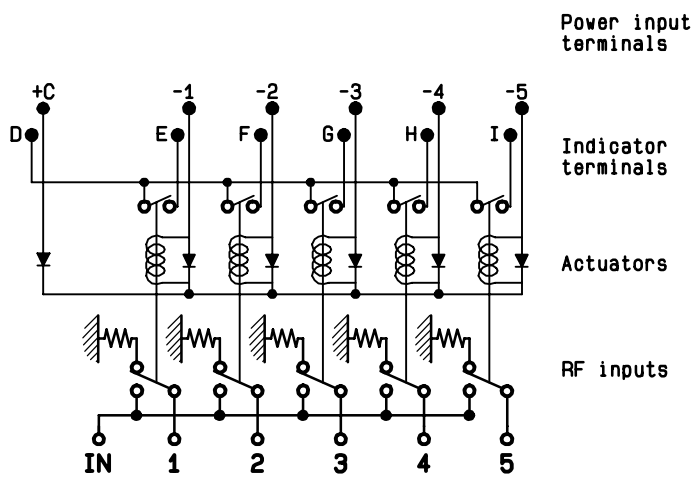 Power input
terminals
+C -1 -2 -3 -4 -5
D E F G H I
Indicator
terminals
Actuators
RF inputs
IN 1 2 3 4 5